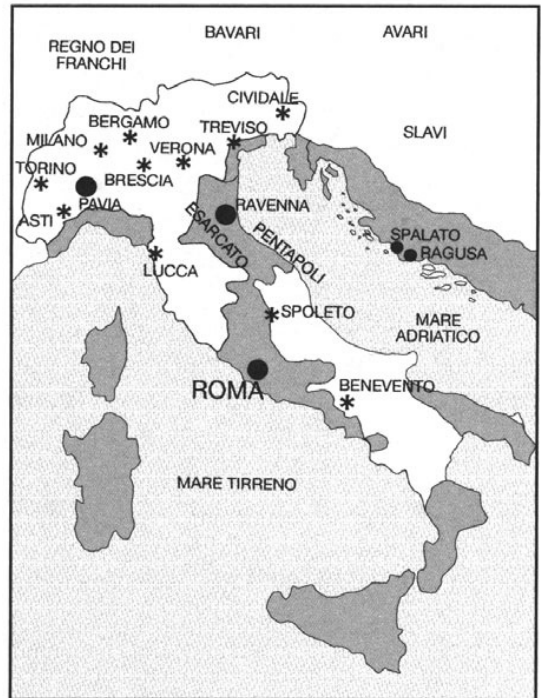 BAVARI
AVARI
REGNO DEI
FRANCHI
CIVIDALE
BERGAMO
TREVISO
SLAVI
MILANO
VERONA
TORINO
BRESCIA
PAVIA
RAVENNA
ASTI
ESARCATO
PENTAPOLI
SPALATO
RAGUSA
LUCCA
SPOLETO
MARE
ADRIATICO
ROMA
BENEVENTO
MARE TIRRENO